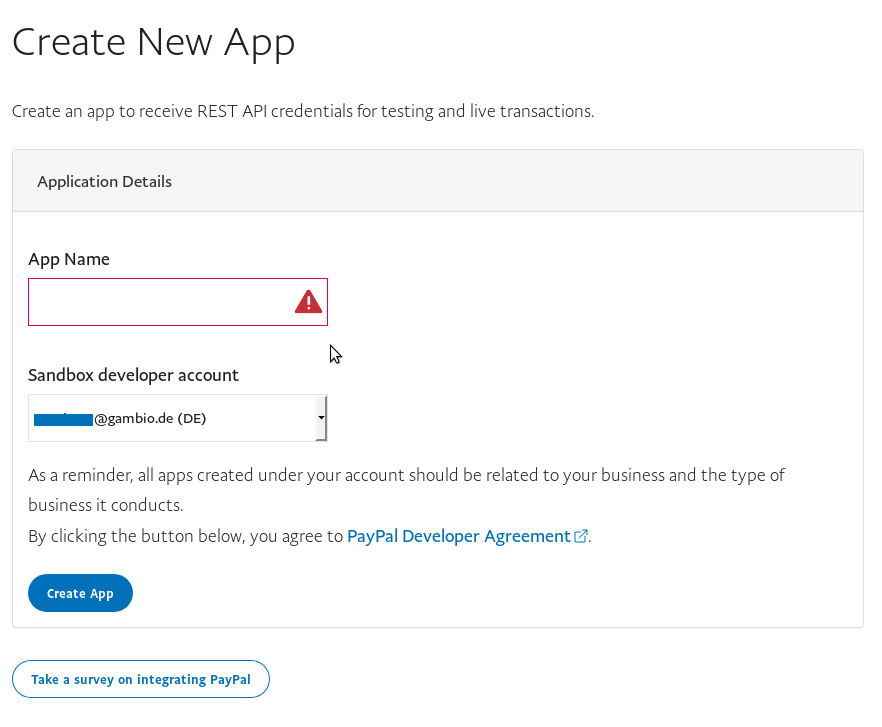 Create New App
Create an app to receive REST API credentials for testing and live transactions.
Application Details
App Name
Sandbox developer account
@gambio.de (DE)
As a reminder, all apps created under your account should be related to your business and the type of
business it conducts.
By clicking the button below, you agree to PayPal Developer Agreement.
Create App
Take a survey on integrating PayPal